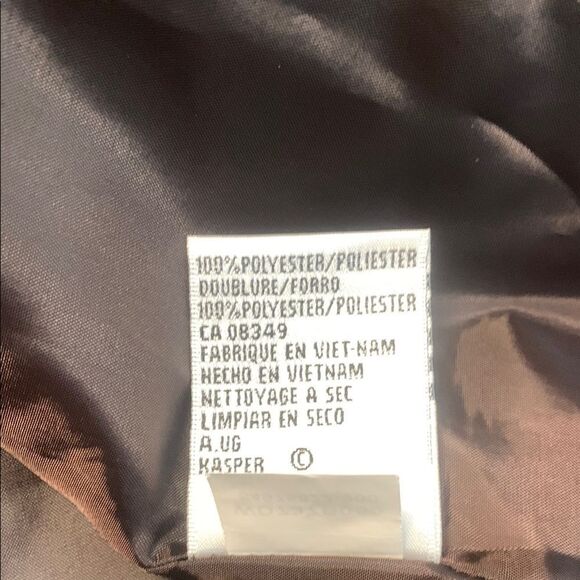 100%POLYESTER/POLIESTER
DOUBLURE/FORRO
100%POLYESTER/POLIESTER
CA 08349
FABRIQUE EN VIET-NAM
HECHO EN VIETNAM
NETTOYAGE A SEC
LIMPIAR EN SECO
A.UG
KASPER ©